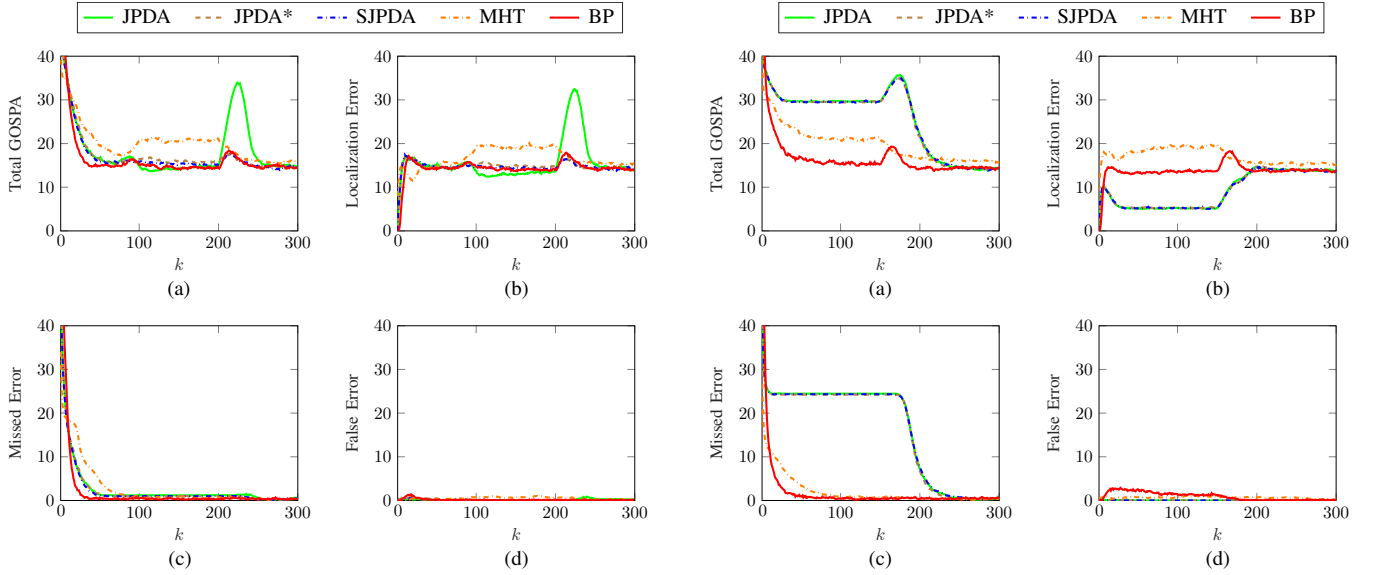 JPDA JPDA* SJPDA MHT BP
Total GOSPA
40
30
20
10
0
0 100 200 300
k
(a)
Localization Error
40
30
20
10
0
0 100 200 300
k
(b)
Missed Error
40
30
20
10
0
0 100 200 300
k
(c)
False Error
40
30
20
10
0
0 100 200 300
k
(d)
JPDA JPDA* SJPDA MHT BP
Total GOSPA
40
30
20
10
0
0 100 200 300
k
(a)
Localization Error
40
30
20
10
0
0 100 200 300
k
(b)
Missed Error
40
30
20
10
0
0 100 200 300
k
(c)
False Error
40
30
20
10
0
0 100 200 300
k
(d)